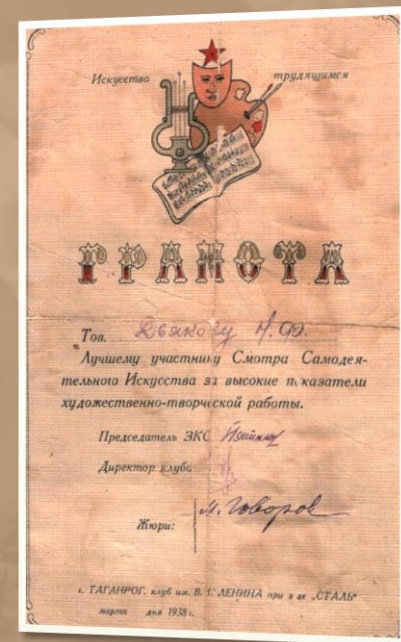 Искусство трудящимся
ГРАМОТА
Тов. Дьякову
Лучшему участнику Смотра Самодея-
тельного Искусства за высокие показатели
художественно-творческой работы.
Председатель ЗКС
Директор клуба
Жюри: М. Говоров
г. ТАГАНРОГ, клуб им. В. И. ЛЕНИНА при з-де „СТАЛЬ“
марта дня 1938 г.